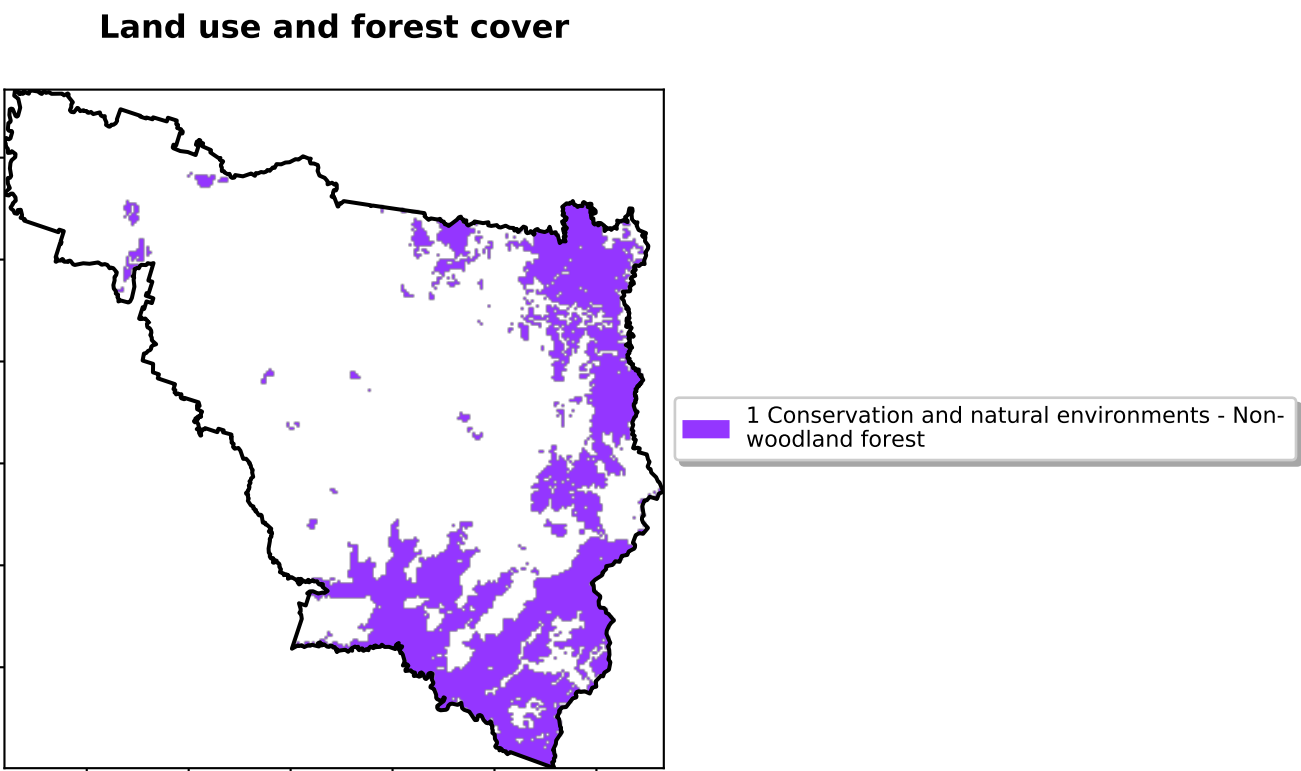 Land use and forest cover
1 Conservation and natural environments - Non-
woodland forest